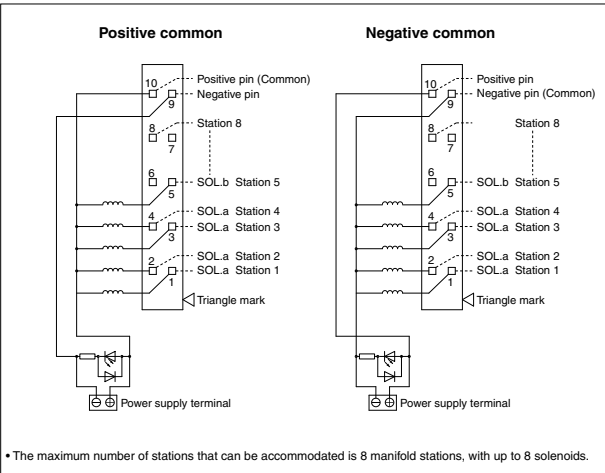 Positive common
10
Positive pin (Common)
9
Negative pin
8
Station 8
7
6
5
SOL.b Station 5
4
SOL.a Station 4
3
SOL.a Station 3
2
SOL.a Station 2
1
SOL.a Station 1
Triangle mark
⊖ ⊕ Power supply terminal
Negative common
10
Positive pin
9
Negative pin (Common)
8
Station 8
7
6
5
SOL.b Station 5
4
SOL.a Station 4
3
SOL.a Station 3
2
SOL.a Station 2
1
SOL.a Station 1
Triangle mark
⊖ ⊕ Power supply terminal
• The maximum number of stations that can be accommodated is 8 manifold stations, with up to 8 solenoids.